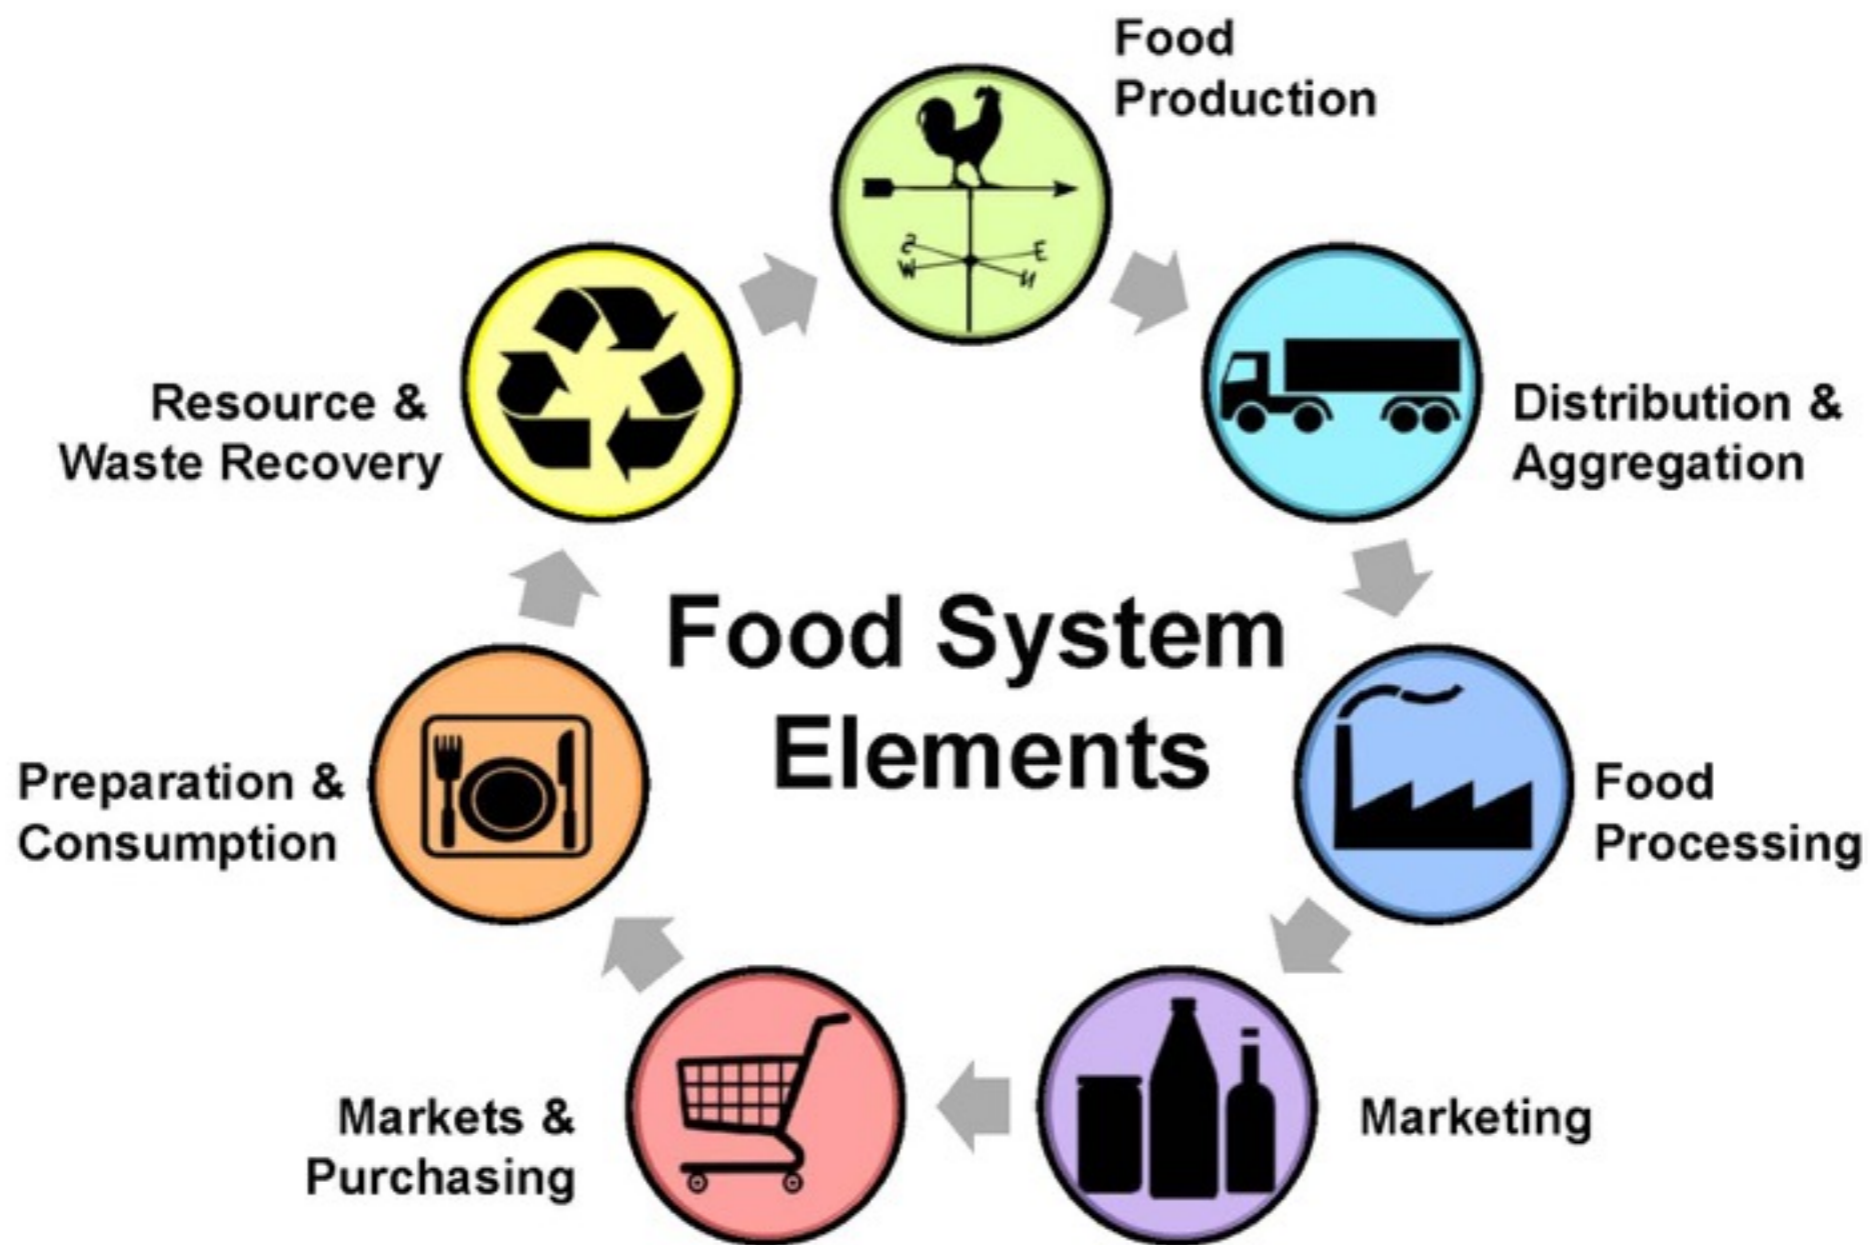 Food
Production
Distribution &
Aggregation
Food
Processing
Marketing
Markets &
Purchasing
Preparation &
Consumption
Resource &
Waste Recovery
Food System
Elements
S
E
W
N